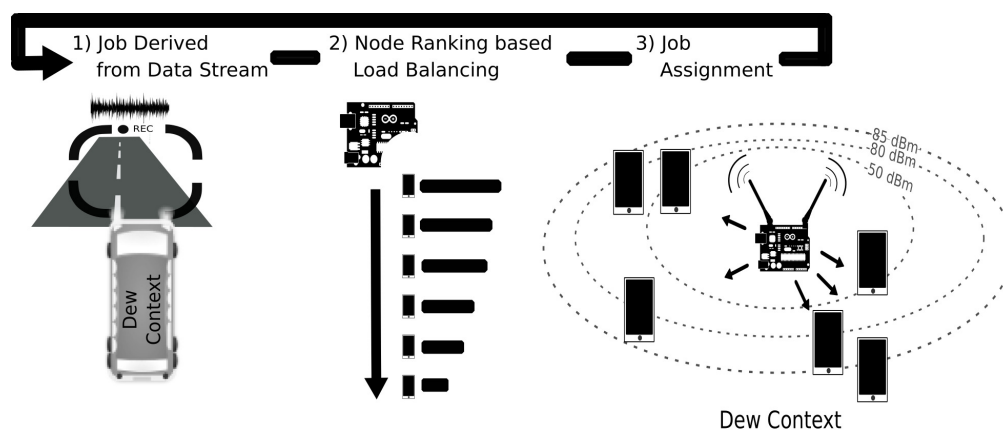 1) Job Derived
from Data Stream
2) Node Ranking based
Load Balancing
3) Job
Assignment
REC
Dew
Context
-85 dBm
-80 dBm
-50 dBm
Dew Context